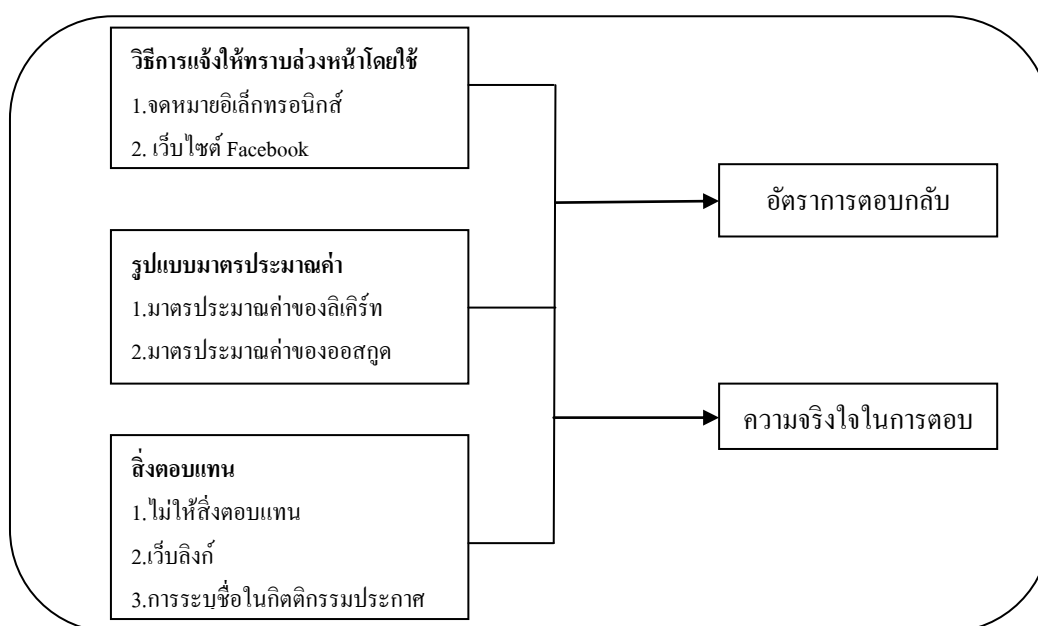 วิธีการแจ้งให้ทราบล่วงหน้าโดยใช้
1.จดหมายอิเล็กทรอนิกส์
2. เว็บไซต์ Facebook
อัตราการตอบกลับ
รูปแบบมาตรประมาณค่า
1.มาตรประมาณค่าของลิเคิร์ท
2.มาตรประมาณค่าของออสกูด
ความจริงใจในการตอบ
สิ่งตอบแทน
1.ไม่ให้สิ่งตอบแทน
2.เว็บลิงก์
3.การระบุชื่อในกิตติกรรมประกาศ